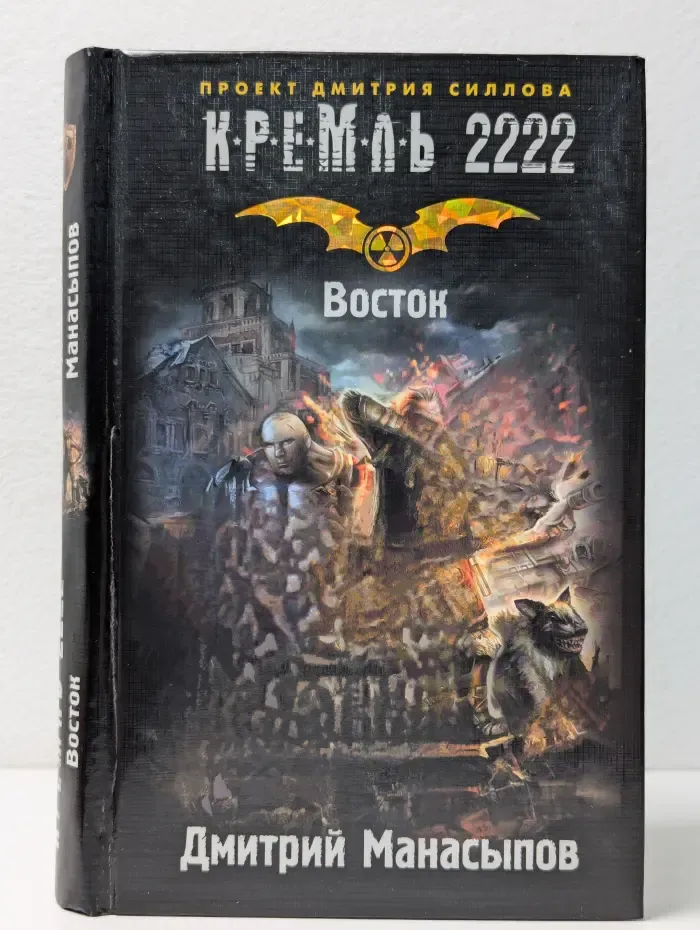 ПРОЕКТ ДМИТРИЯ СИЛЛОВА
К·Р·Е·М·Л·Ь 2222
Восток
Дмитрий Манасыпов
Манасыпов
Восток